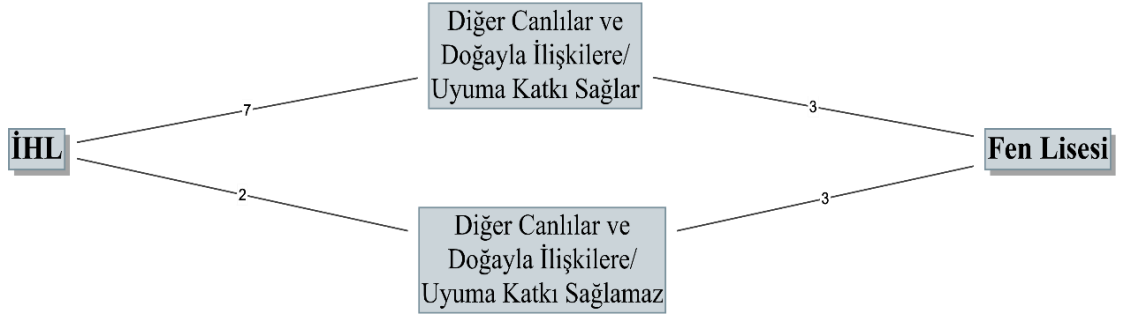 Diğer Canlılar ve
Doğayla İlişkilere/
Uyuma Katkı Sağlar
7
3
İHL
Fen Lisesi
2
3
Diğer Canlılar ve
Doğayla İlişkilere/
Uyuma Katkı Sağlamaz